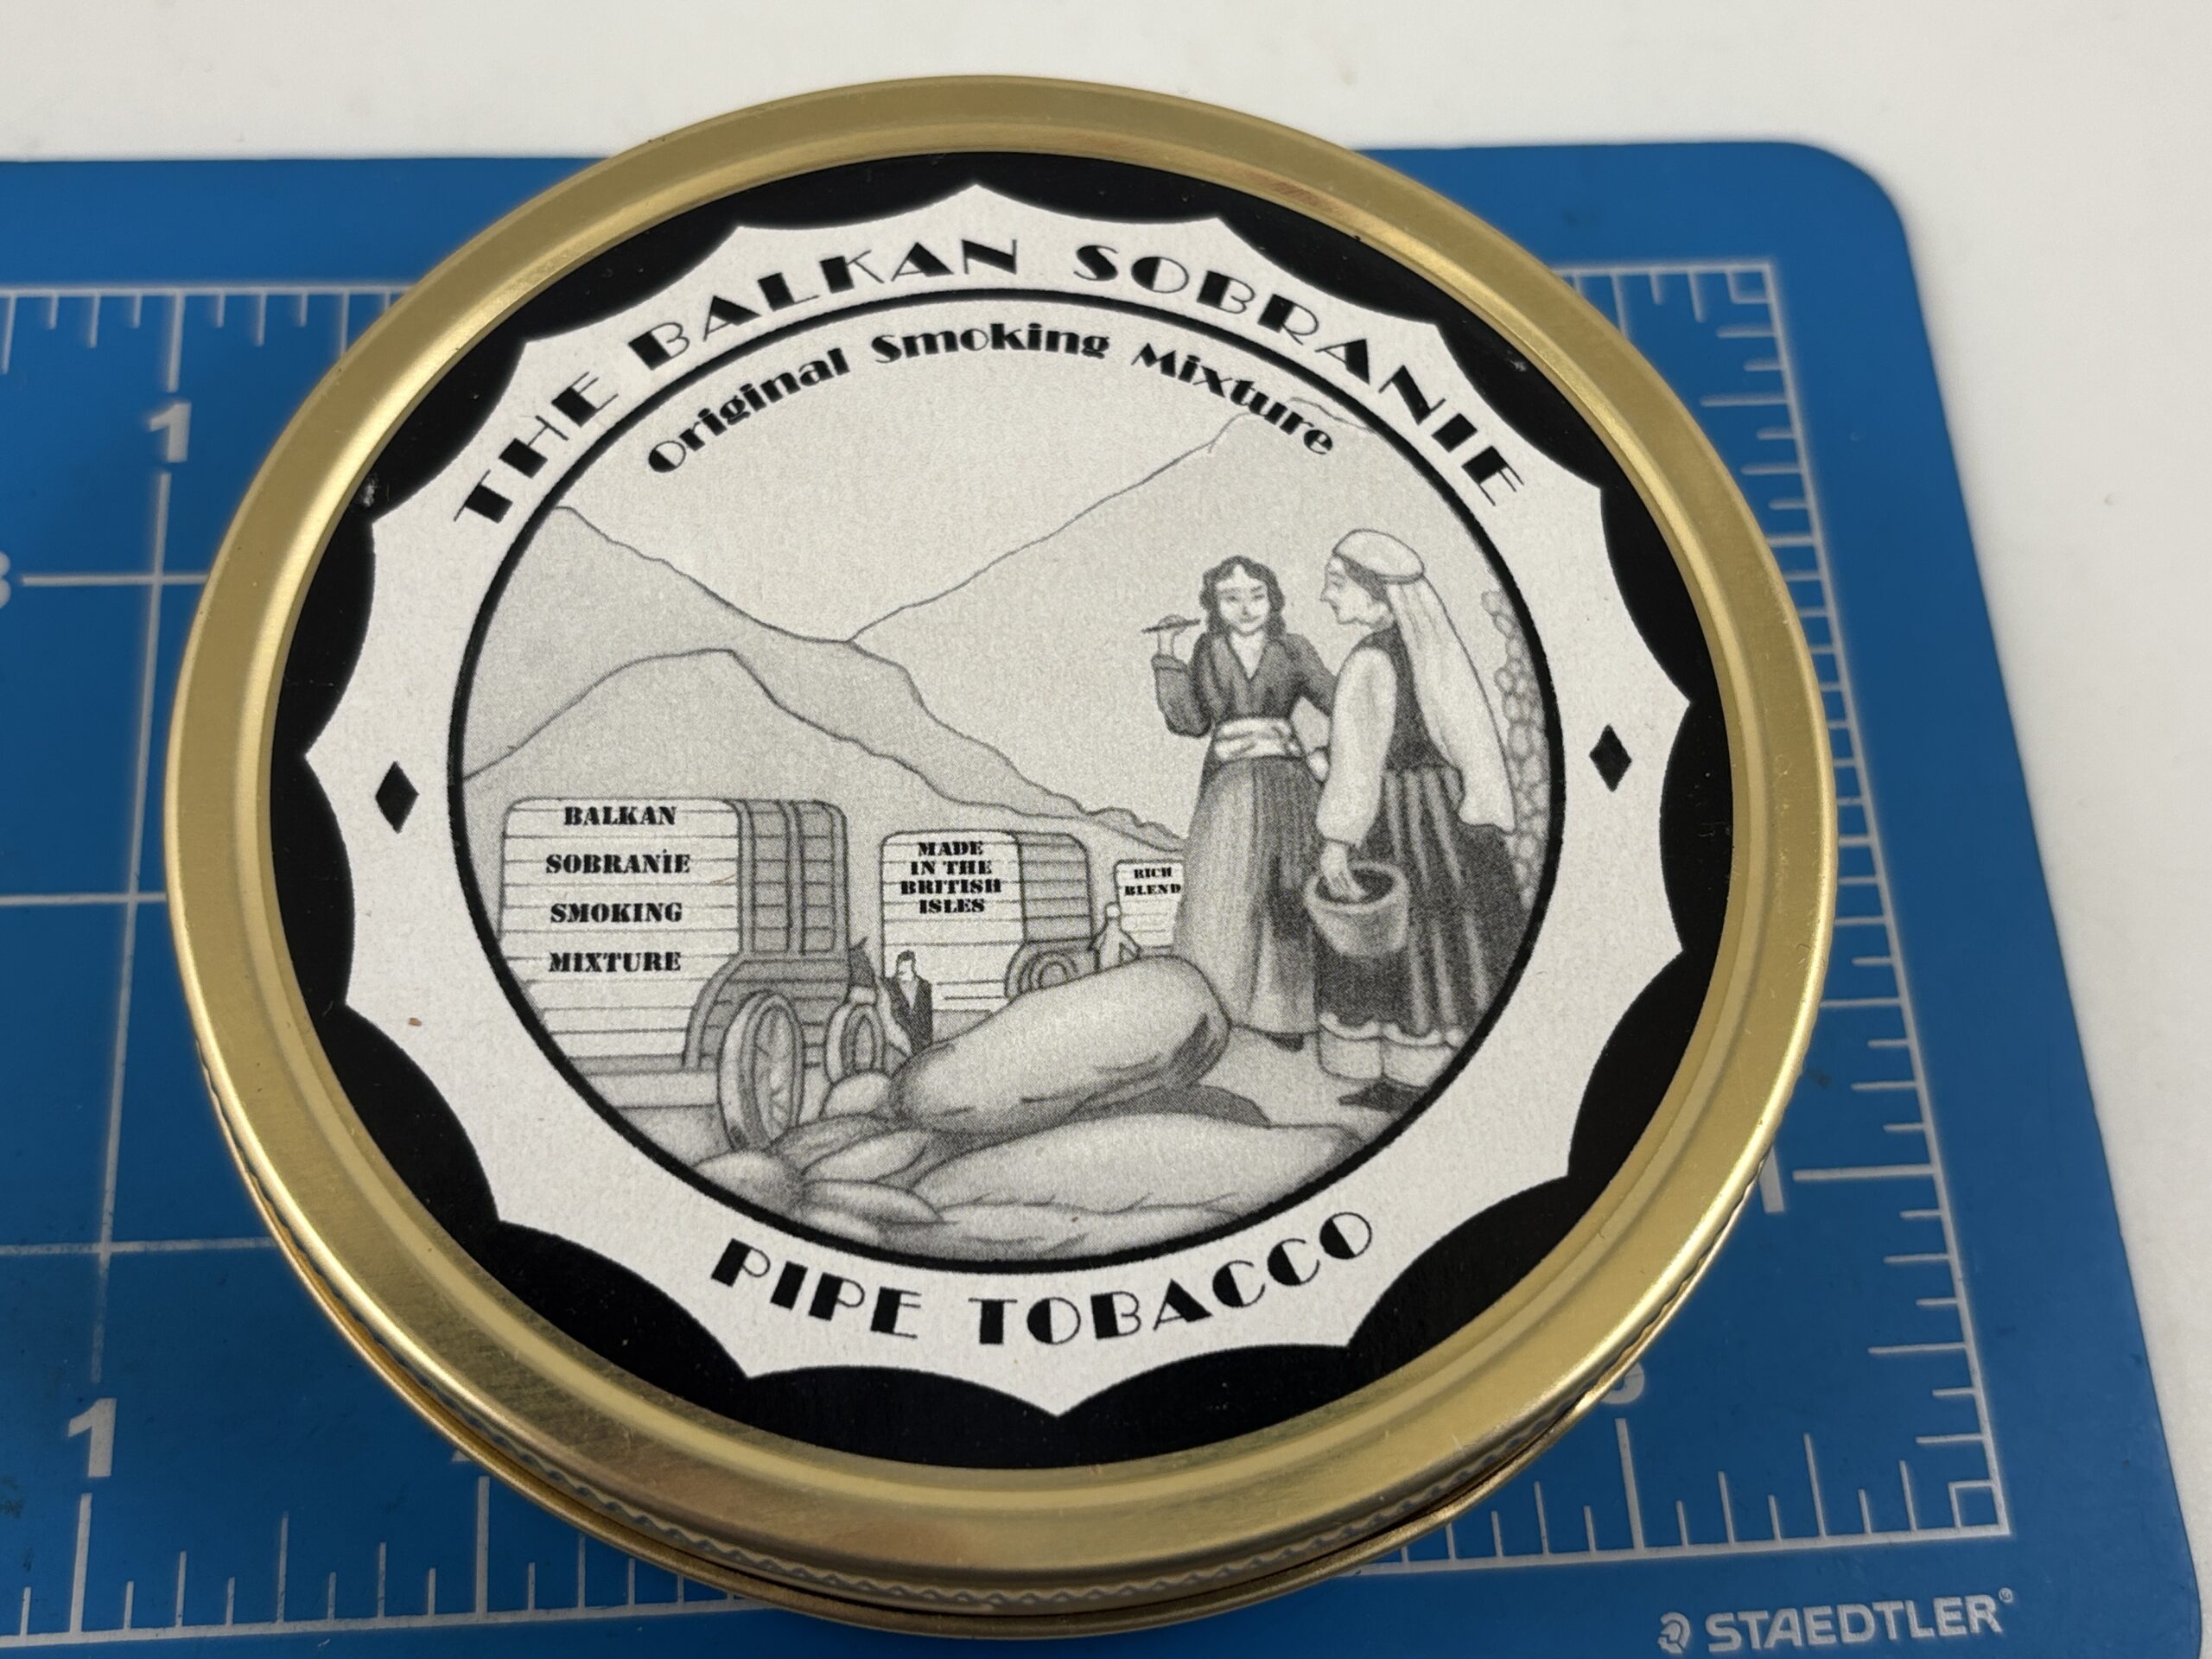 THE BALKAN SOBRANIE
Original Smoking Mixture
BALKAN
SOBRANIE
SMOKING
MIXTURE
MADE
IN THE
BRITISH
ISLES
RICH
BLEND
PIPE TOBACCO
1
1
STAEDTLER®